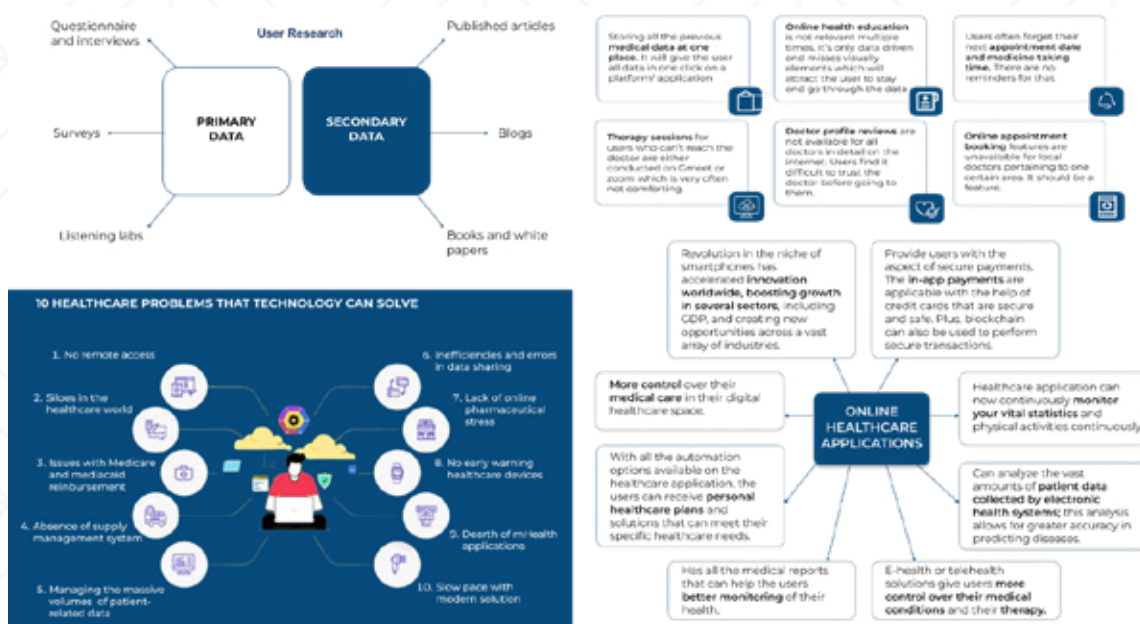 User Research
Questionnaire
and interviews
Surveys
Listening labs
PRIMARY
DATA
SECONDARY
DATA
Published articles
Blogs
Books and white
papers
Storing all the previous
medical data at one
place. It will give the user
all data in one click on a
platform/ application
Online health education
is not relevant multiple
times. It's only data driven
and misses visually
elements which will
attract the user to stay
and go through the data
Users often forget their
next appointment date
and medicine taking
time. There are no
reminders for that.
Therapy sessions for
users who can't reach the
doctor are either
conducted on Gmeet or
zoom which is very often
not comforting.
Doctor profile reviews are
not available for all
doctors in detail on the
internet. Users find it
difficult to trust the
doctor before going to
them.
Online appointment
booking features are
unavailable for local
doctors pertaining to one
certain area. It should be a
feature.
10 HEALTHCARE PROBLEMS THAT TECHNOLOGY CAN SOLVE
1. No remote access
2. Siloes in the
healthcare world
3. Issues with Medicare
and mediacaid
reinbursement
4. Absence of supply
management system
5. Managing the massive
volumes of patient-
related data
6. Inefficiencies and errors
in data sharing
7. Lack of online
pharmaceutical
stress
8. No early warning
healthcare devices
9. Dearth of mHealth
applications
10. Slow pace with
modern solution
Revolution in the niche of
smartphones has
accelerated innovation
worldwide, boosting growth
in several sectors, including
GDP, and creating new
opportunities across a vast
array of industries.
Provide users with the
aspect of secure payments.
The in-app payments are
applicable with the help of
credit cards that are secure
and safe. Plus, blockchain
can also be used to perform
secure transactions.
More control over their
medical care in their digital
healthcare space.
ONLINE
HEALTHCARE
APPLICATIONS
Healthcare application can
now continuously monitor
your vital statistics and
physical activities continuously
With all the automation
options available on the
healthcare application, the
users can receive personal
healthcare plans and
solutions that can meet their
specific healthcare needs.
Can analyze the vast
amounts of patient data
collected by electronic
health systems; this analysis
allows for greater accuracy in
predicting diseases.
Has all the medical reports
that can help the users
better monitoring of their
health.
E-health or telehealth
solutions give users more
control over their medical
conditions and their therapy.